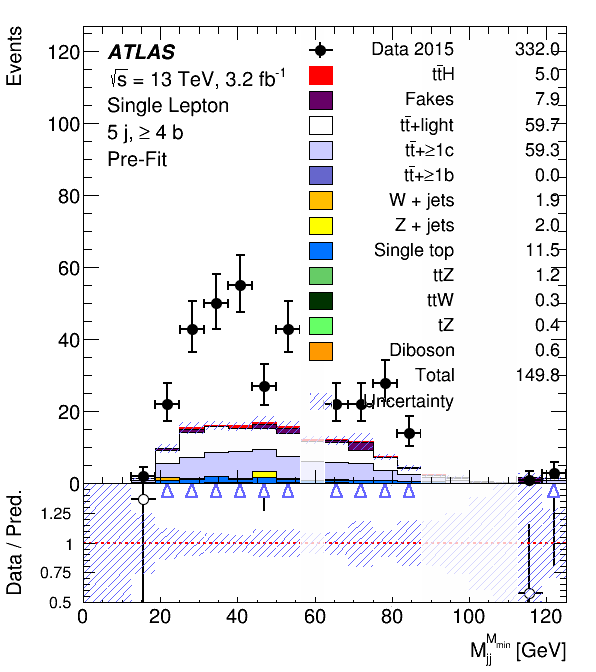 Events
120
100
80
60
40
20
0
ATLAS
√s = 13 TeV, 3.2 fb-1
Single Lepton
5 j, ≥ 4 b
Pre-Fit
Data 2015 332.0
tt̄H 5.0
Fakes 7.9
tt̄+light 59.7
tt̄+≥1c 59.3
tt̄+≥1b 0.0
W + jets 1.9
Z + jets 2.0
Single top 11.5
ttZ 1.2
ttW 0.3
tZ 0.4
Diboson 0.6
Total 149.8
Uncertainty
Data / Pred.
1.25
1
0.75
0.5
0 20 40 60 80 100 120
M_jj^M_min [GeV]